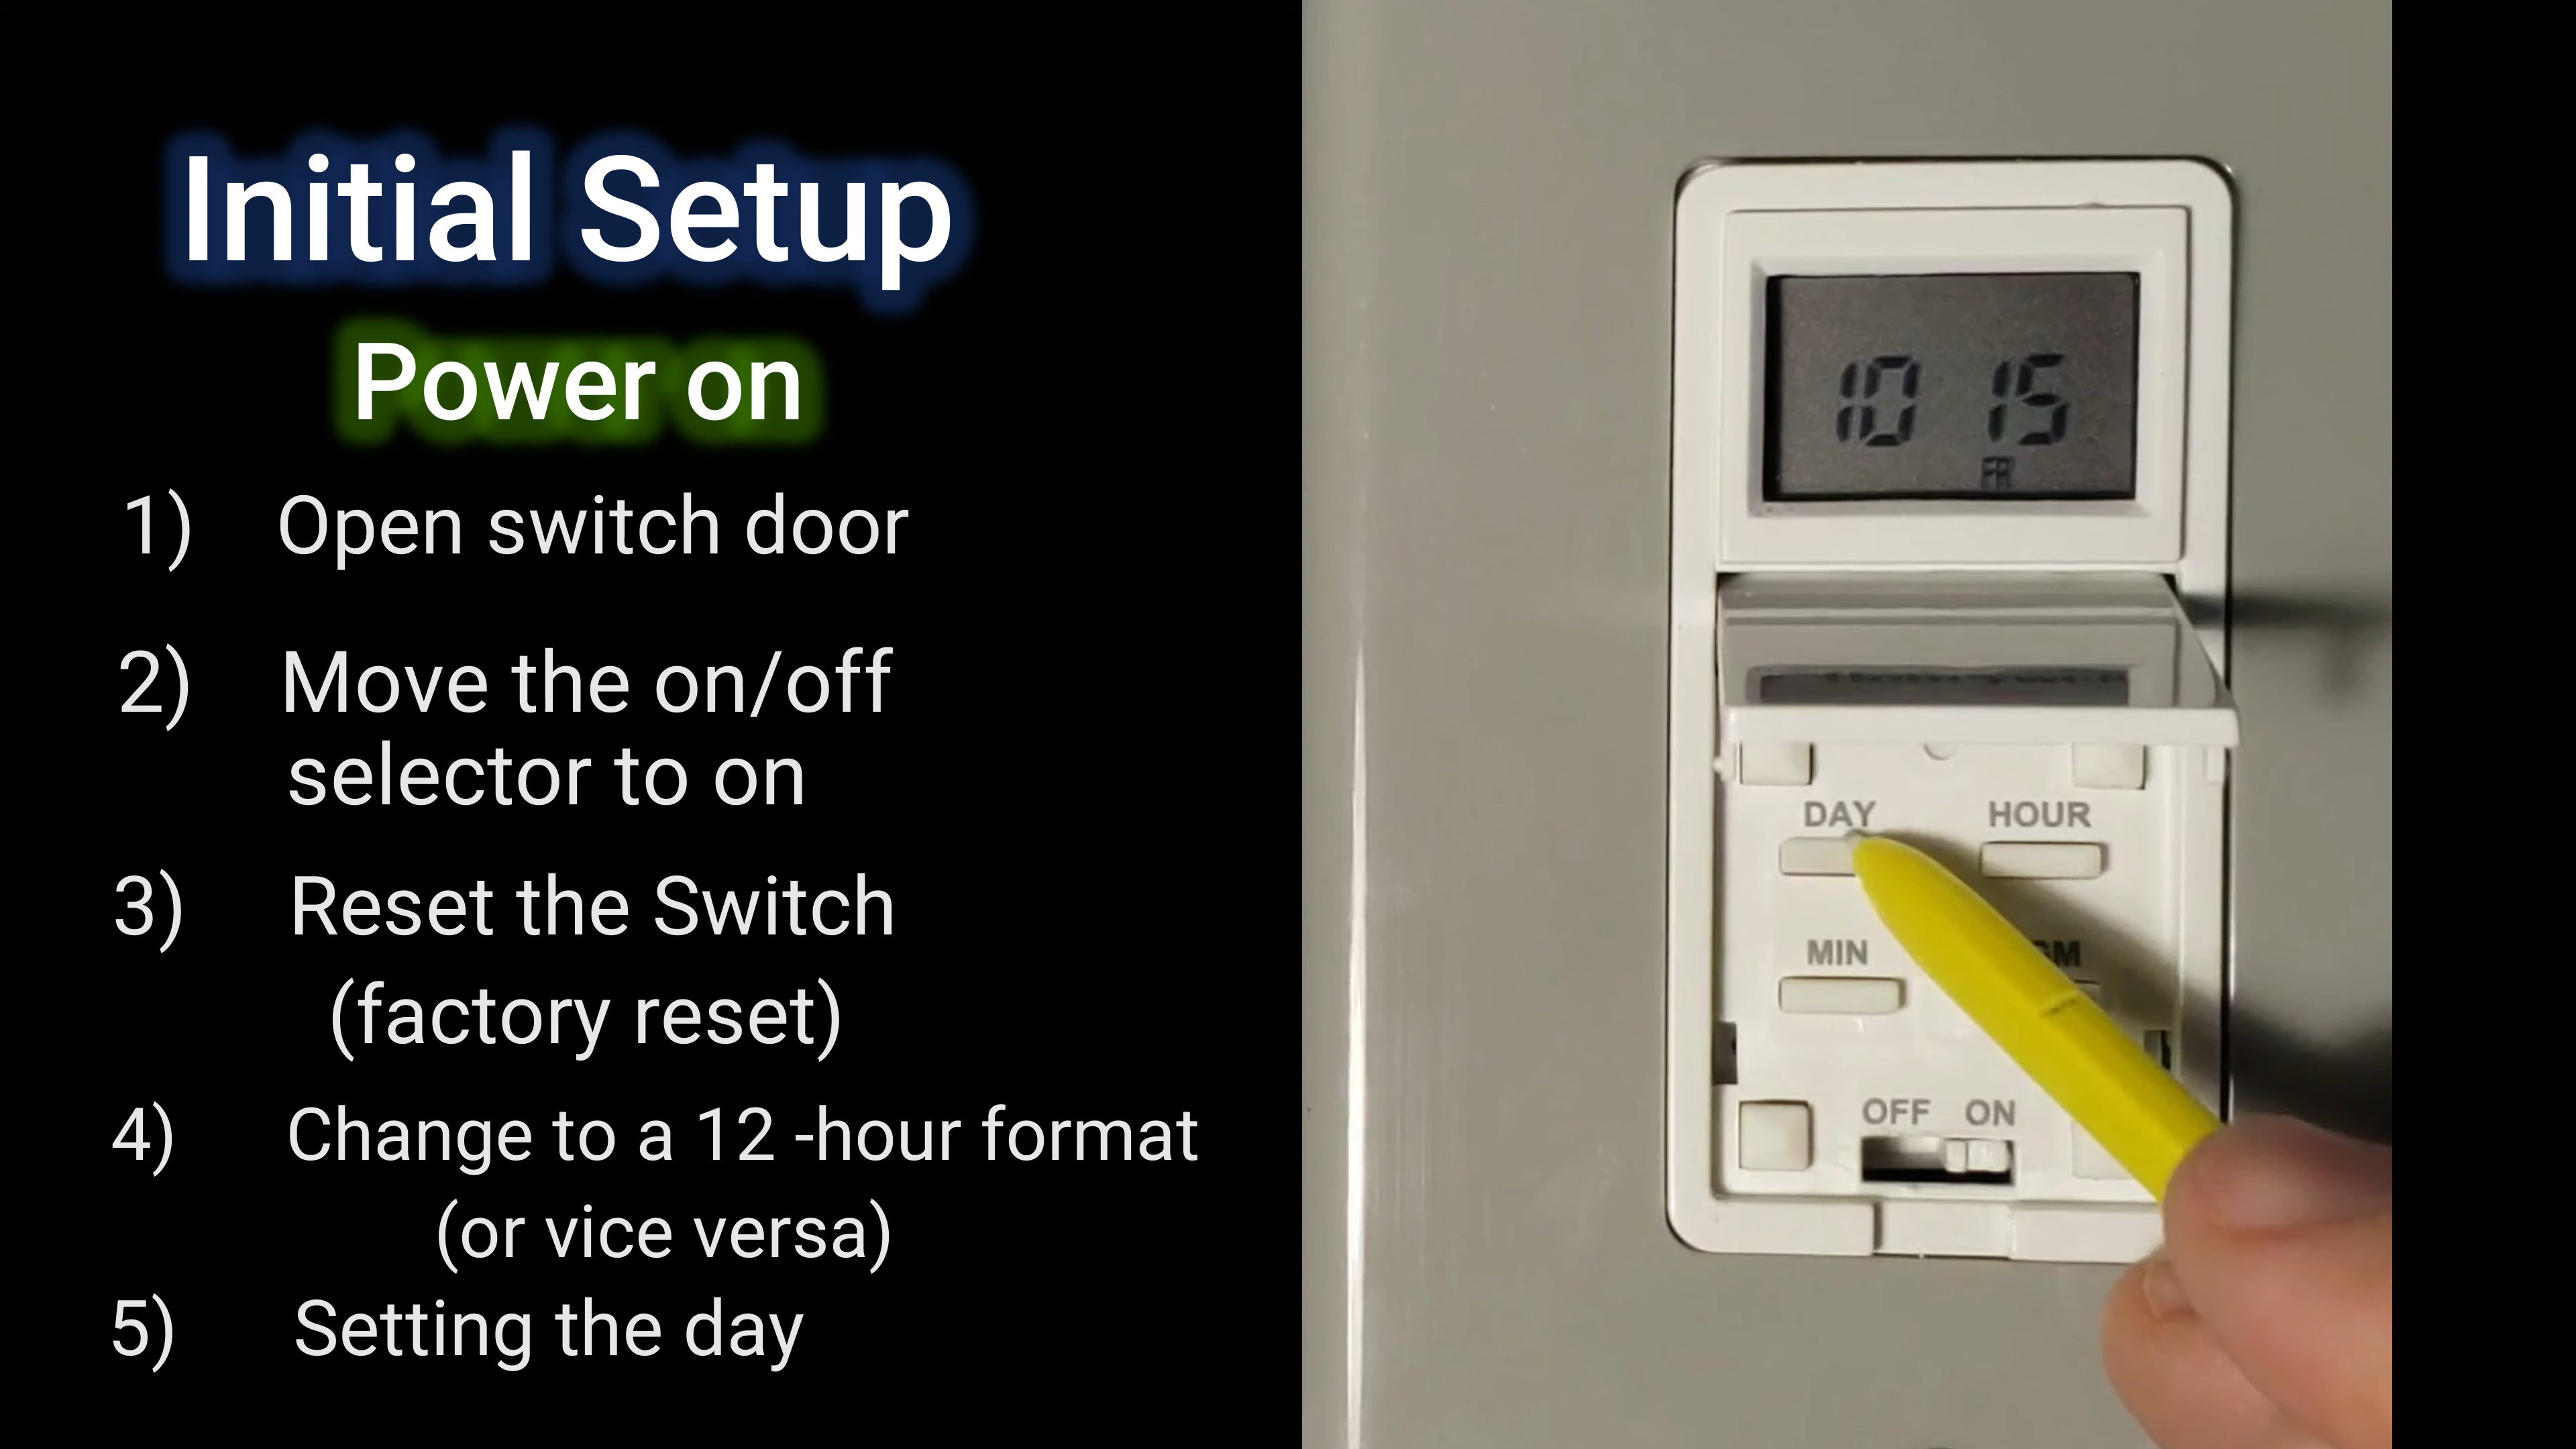 Initial Setup
Power on
1) Open switch door
2) Move the on/off
selector to on
3) Reset the Switch
(factory reset)
4) Change to a 12 -hour format
(or vice versa)
5) Setting the day
10 15
FR
DAY HOUR
MIN
OFF ON